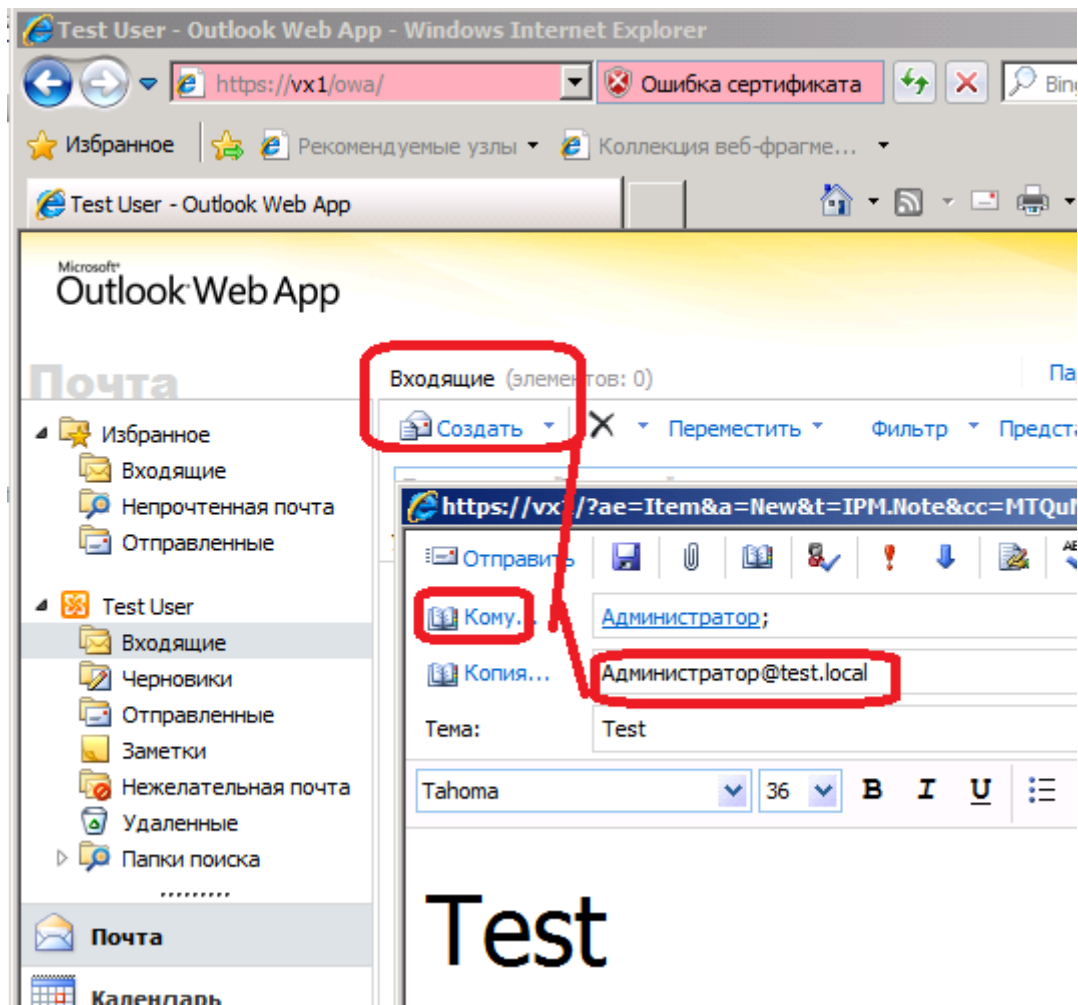 Test User - Outlook Web App - Windows Internet Explorer
https://vx1/owa/
Ошибка сертификата
Bing
Избранное
Рекомендуемые узлы
Коллекция веб-фрагме...
Test User - Outlook Web App
Microsoft
Outlook Web App
Почта
Входящие (элементов: 0)
Па
Создать
Переместить
Фильтр
Предста
Избранное
Входящие
Непрочтенная почта
Отправленные
Test User
Входящие
Черновики
Отправленные
Заметки
Нежелательная почта
Удаленные
Папки поиска
Почта
Календарь
https://vx1/?ae=Item&a=New&t=IPM.Note&cc=MTQuM
Отправить
Кому...
Администратор;
Копия...
Администратор@test.local
Тема:
Test
Tahoma
36
B I U
Test